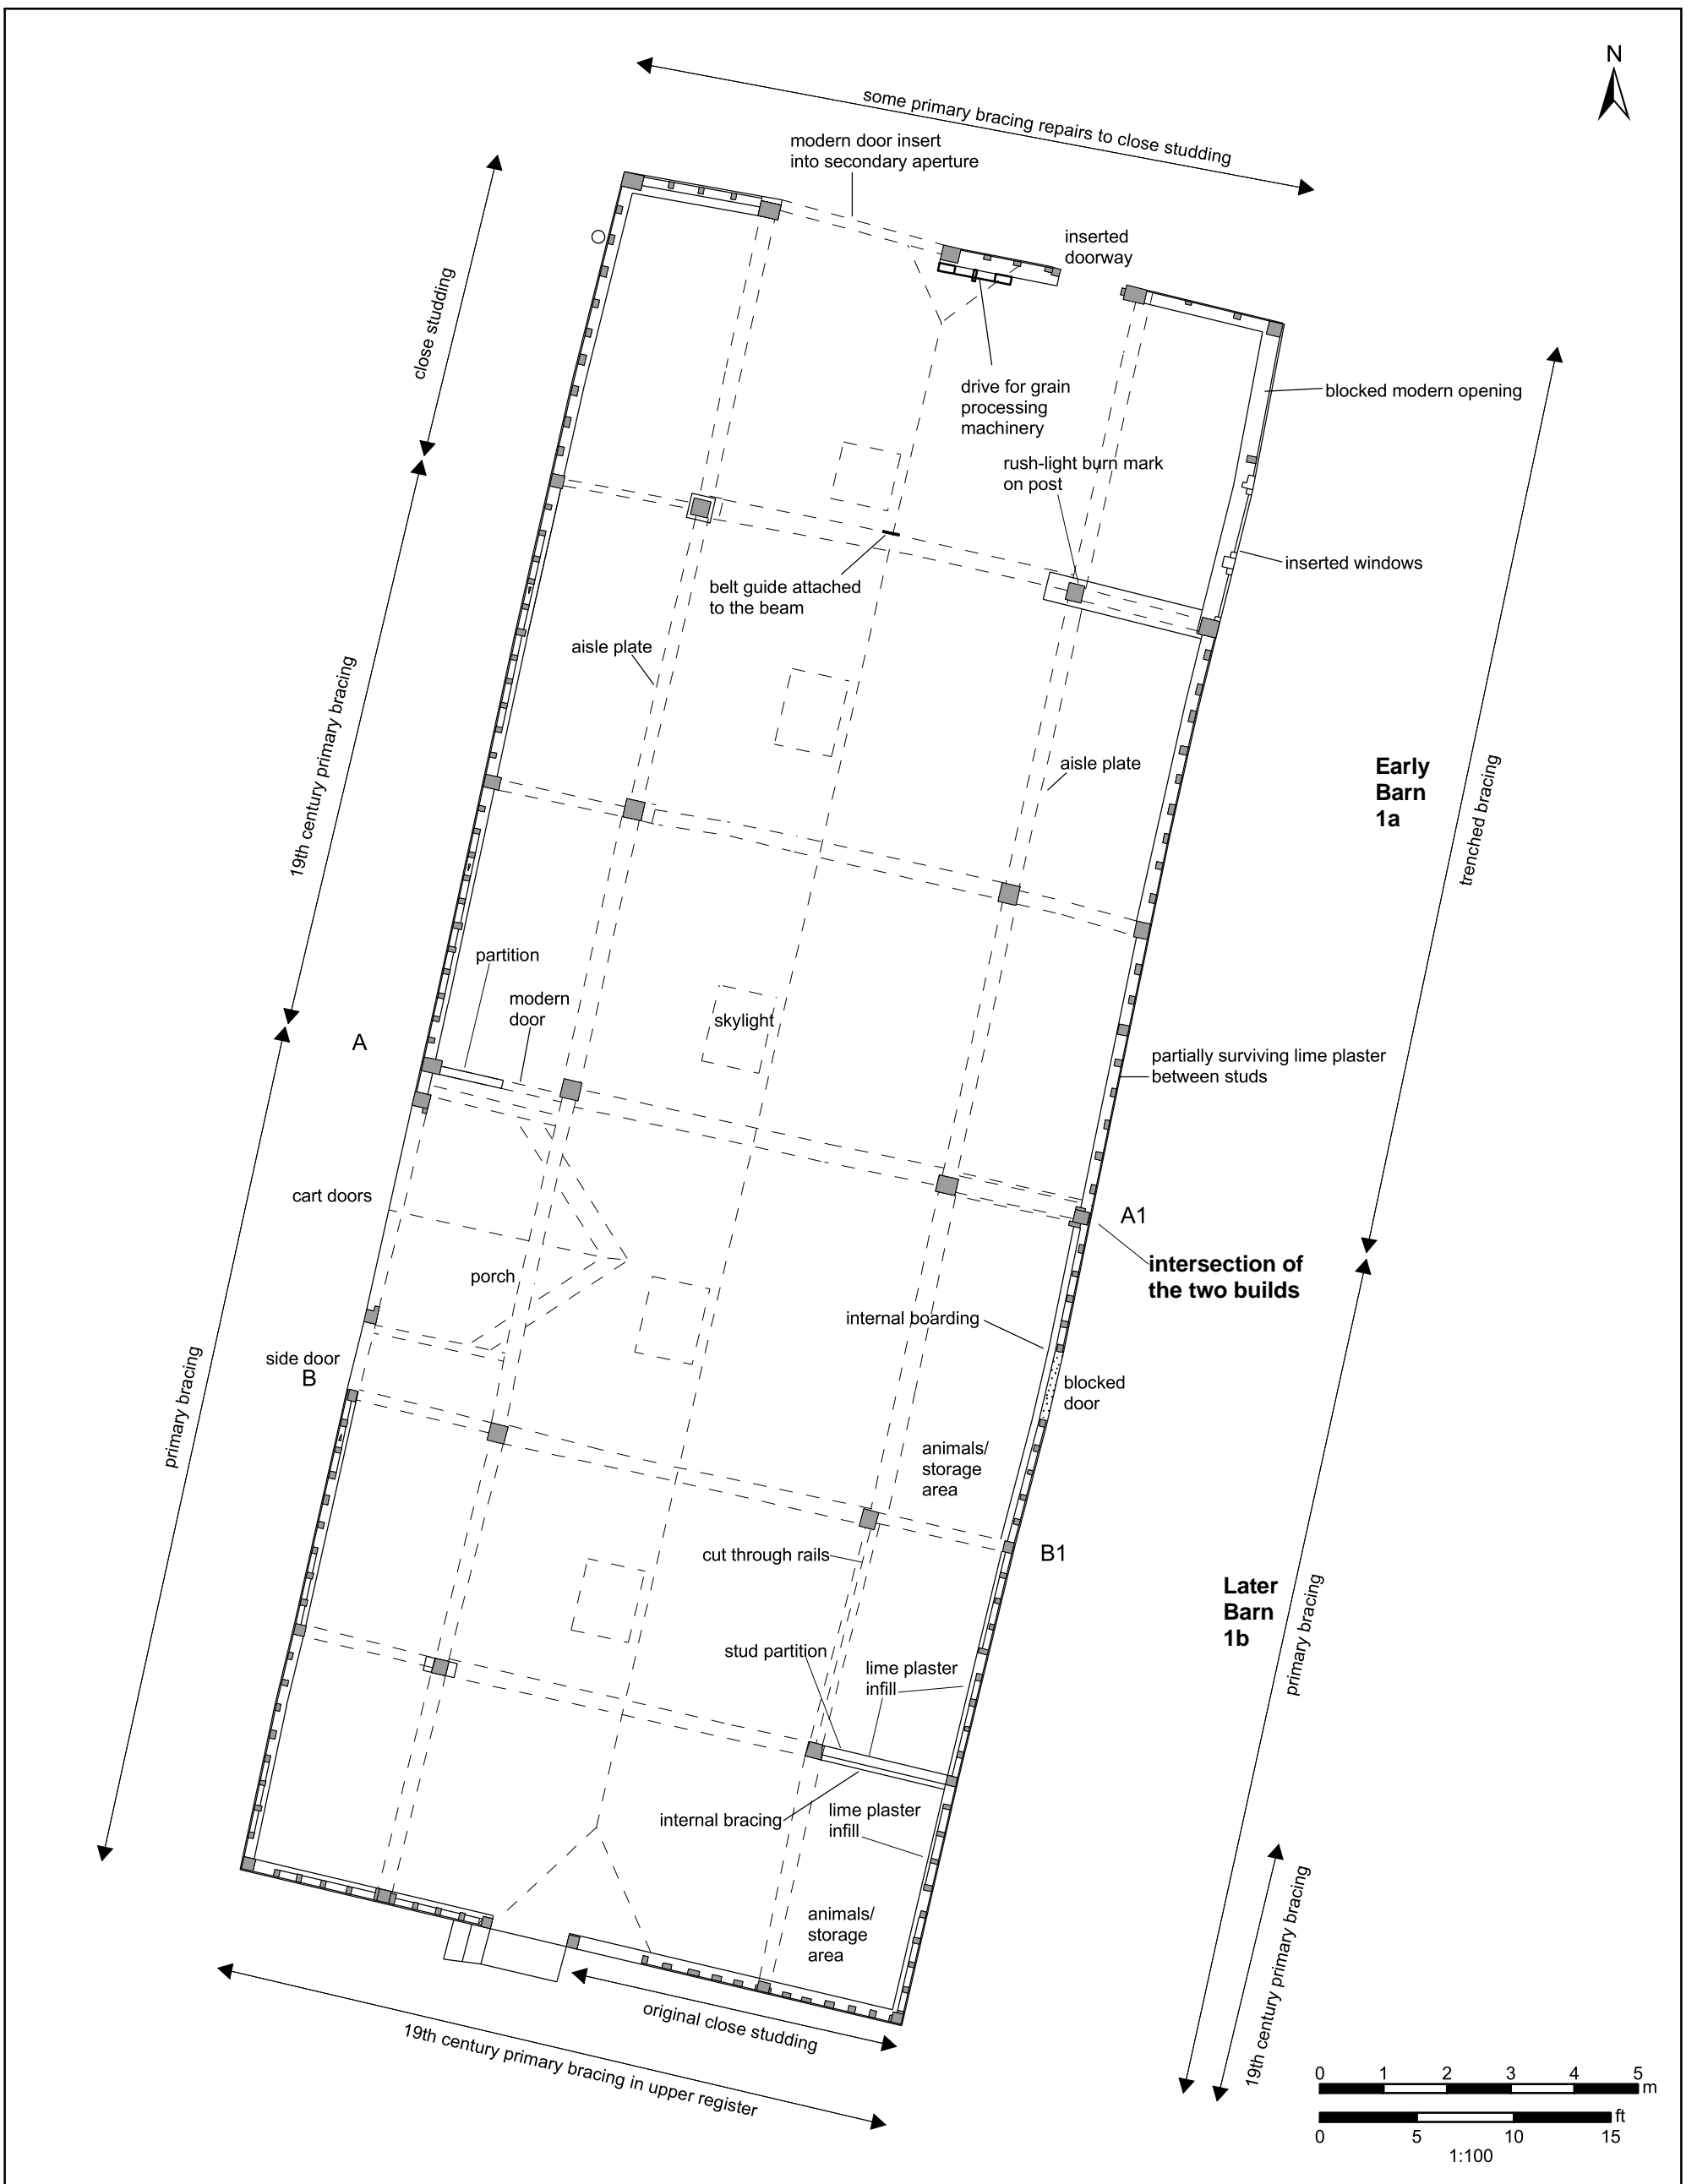 N
some primary bracing repairs to close studding
modern door insert
into secondary aperture
inserted
doorway
close studding
drive for grain
processing
machinery
blocked modern opening
rush-light burn mark
on post
inserted windows
belt guide attached
to the beam
aisle plate
19th century primary bracing
aisle plate
Early
Barn
1a
trenched bracing
partition
modern
door
skylight
A
partially surviving lime plaster
between studs
cart doors
A1
porch
intersection of
the two builds
internal boarding
side door
B
blocked
door
primary bracing
animals/
storage
area
cut through rails
B1
Later
Barn
1b
primary bracing
stud partition
lime plaster
infill
internal bracing
lime plaster
infill
animals/
storage
area
19th century primary bracing
original close studding
19th century primary bracing in upper register
0 1 2 3 4 5
m
ft
0 5 10 15
1:100